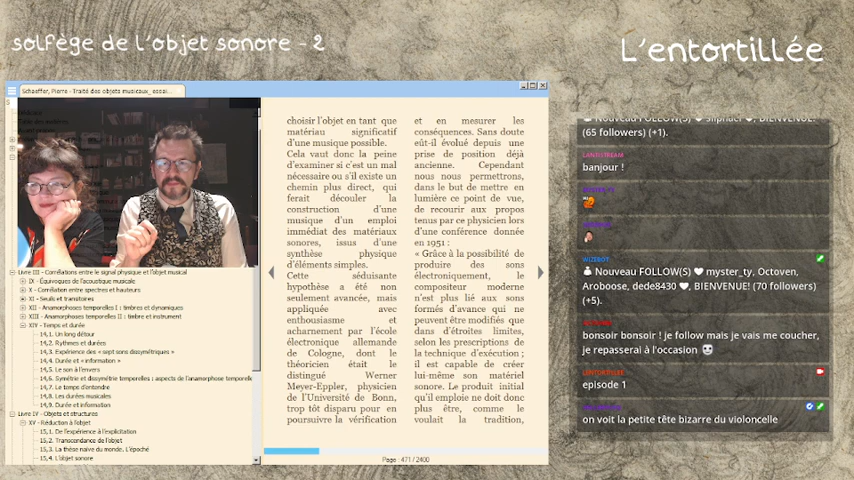 solfège de l'objet sonore - 2
L'entortillée
Schaeffer, Pierre - Traité des objets musicaux_ essai...
choisir l'objet en tant que
matériau significatif
d'une musique possible.
Cela vaut donc la peine
d'examiner si c'est un mal
nécessaire ou s'il existe un
chemin plus direct, qui
ferait découler la
construction d'une
musique d'un emploi
immédiat des matériaux
sonores, issus d'une
synthèse physique
d'éléments simples.
Cette séduisante
hypothèse a été non
seulement avancée, mais
appliquée avec
enthousiasme et
acharnement par l'école
électronique allemande
de Cologne, dont le
théoricien était le
distingué Werner
Meyer-Eppler, physicien
de l'Université de Bonn,
trop tôt disparu pour en
poursuivre la vérification
et en mesurer les
conséquences. Sans doute
eût-il évolué depuis une
prise de position déjà
ancienne. Cependant
nous nous permettrons,
dans le but de mettre en
lumière ce point de vue,
de recourir aux propos
tenus par ce physicien lors
d'une conférence donnée
en 1951 :
« Grâce à la possibilité de
produire des sons
électroniquement, le
compositeur moderne
n'est plus lié aux sons
formés d'avance qui ne
peuvent être modifiés que
dans d'étroites limites,
selon les prescriptions de
la technique d'exécution ;
il est capable de créer
lui-même son matériel
sonore. Le produit initial
qu'il emploie ne doit donc
plus être, comme le
voulait la tradition,
Page : 471 / 2400
Livre III - Corrélations entre le signal physique et l'objet musical
IX - Équivoques de l'acoustique musicale
X - Corrélation entre spectres et hauteurs
XI - Seuils et transitoires
XII - Anamorphoses temporelles I : timbres et dynamiques
XIII - Anamorphoses temporelles II : timbre et instrument
XIV - Temps et durée
14,1. Un long détour
14,2. Rythmes et durées
14,3. Expérience des « sept sons dissymétriques »
14,4. Durée et « information »
14,5. Le son à l'envers
14,6. Symétrie et dissymétrie temporelles : aspects de l'anamorphose temporelle
14,7. Le temps d'entendre
14,8. Les durées musicales
14,9. Durée et information
Livre IV - Objets et structures
XV - Réduction à l'objet
15,1. De l'expérience à l'explicitation
15,2. Transcendance de l'objet
15,3. La thèse naïve du monde. L'époché
15,4. L'objet sonore
(65 followers) (+1).
banjour !
WIZEBOT
Nouveau FOLLOW(S) ♥ myster_ty, Octoven,
Aroboose, dede8430 ♥, BIENVENUE! (70 followers)
(+5).
bonsoir bonsoir ! je follow mais je vais me coucher,
je repasserai à l'occasion
episode 1
on voit la petite tête bizarre du violoncelle